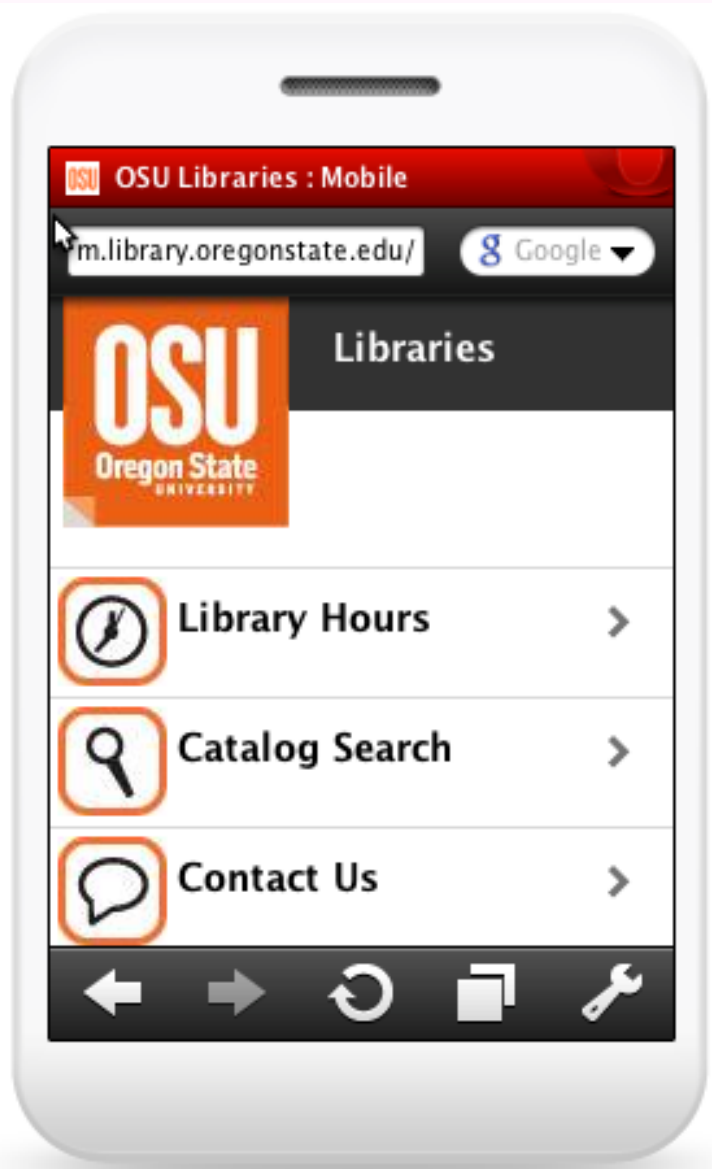 OSU OSU Libraries : Mobile
m.library.oregonstate.edu/ g Google
Libraries
OSU
Oregon State
UNIVERSITY
Library Hours
Catalog Search
Contact Us